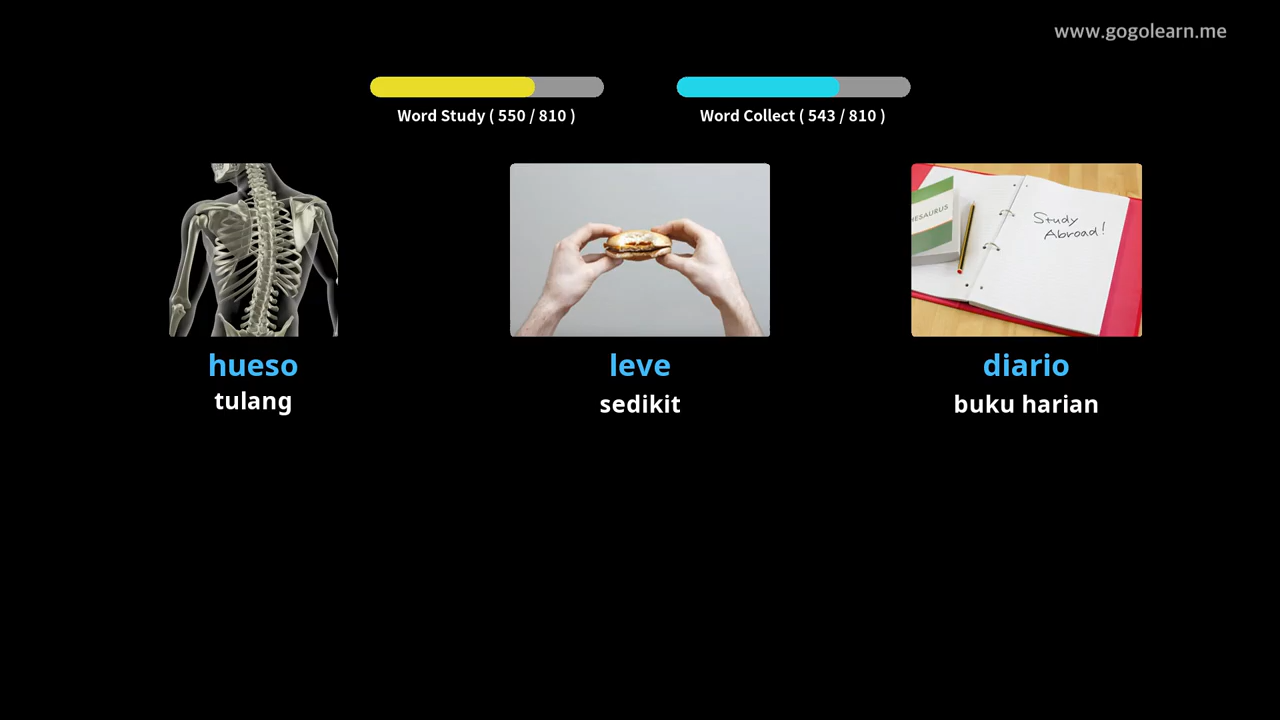 www.gogolearn.me
Word Study ( 550 / 810 )
Word Collect ( 543 / 810 )
THESAURUS
Study
Abroad!
hueso
leve
diario
tulang
sedikit
buku harian